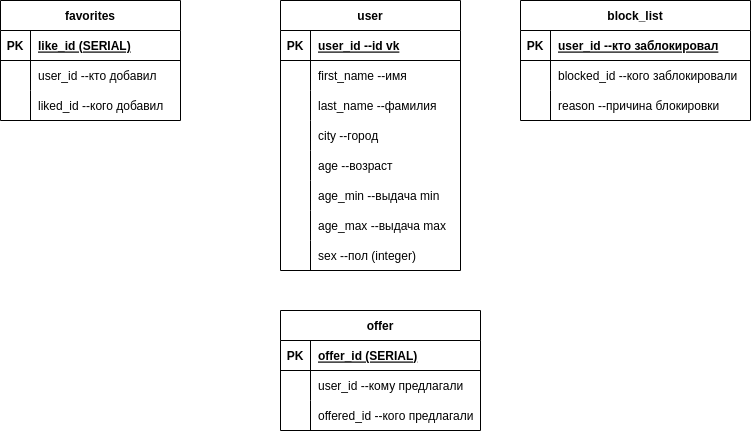 favorites
PK like_id (SERIAL)
user_id --кто добавил
liked_id --кого добавил
user
PK user_id --id vk
first_name --имя
last_name --фамилия
city --город
age --возраст
age_min --выдача min
age_max --выдача max
sex --пол (integer)
block_list
PK user_id --кто заблокировал
blocked_id --кого заблокировали
reason --причина блокировки
offer
PK offer_id (SERIAL)
user_id --кому предлагали
offered_id --кого предлагали